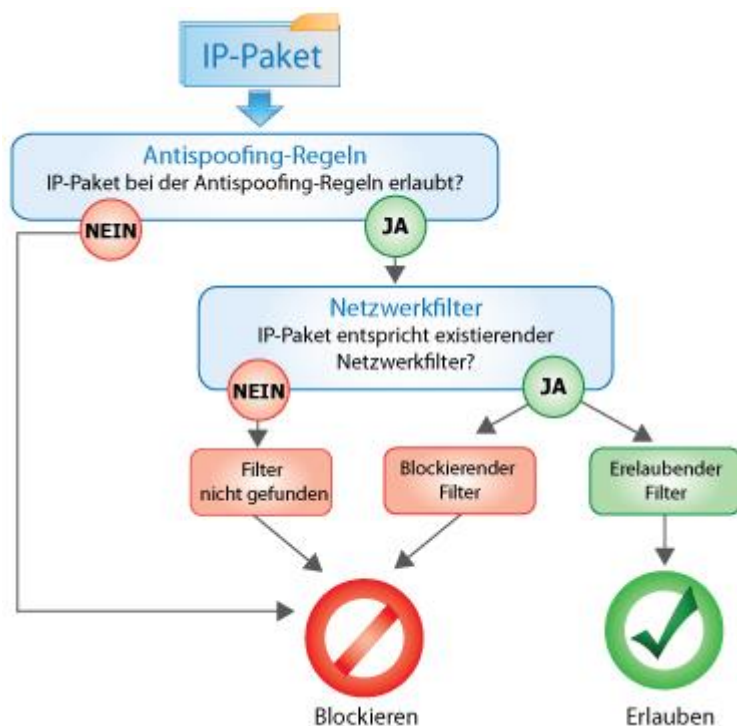 IP-Paket
Antispoofing-Regeln
IP-Paket bei der Antispoofing-Regeln erlaubt?
NEIN
JA
Netzwerkfilter
IP-Paket entspricht existierender
Netzwerkfilter?
NEIN
JA
Filter
nicht gefunden
Blockierender
Filter
Erelaubender
Filter
Blockieren
Erlauben